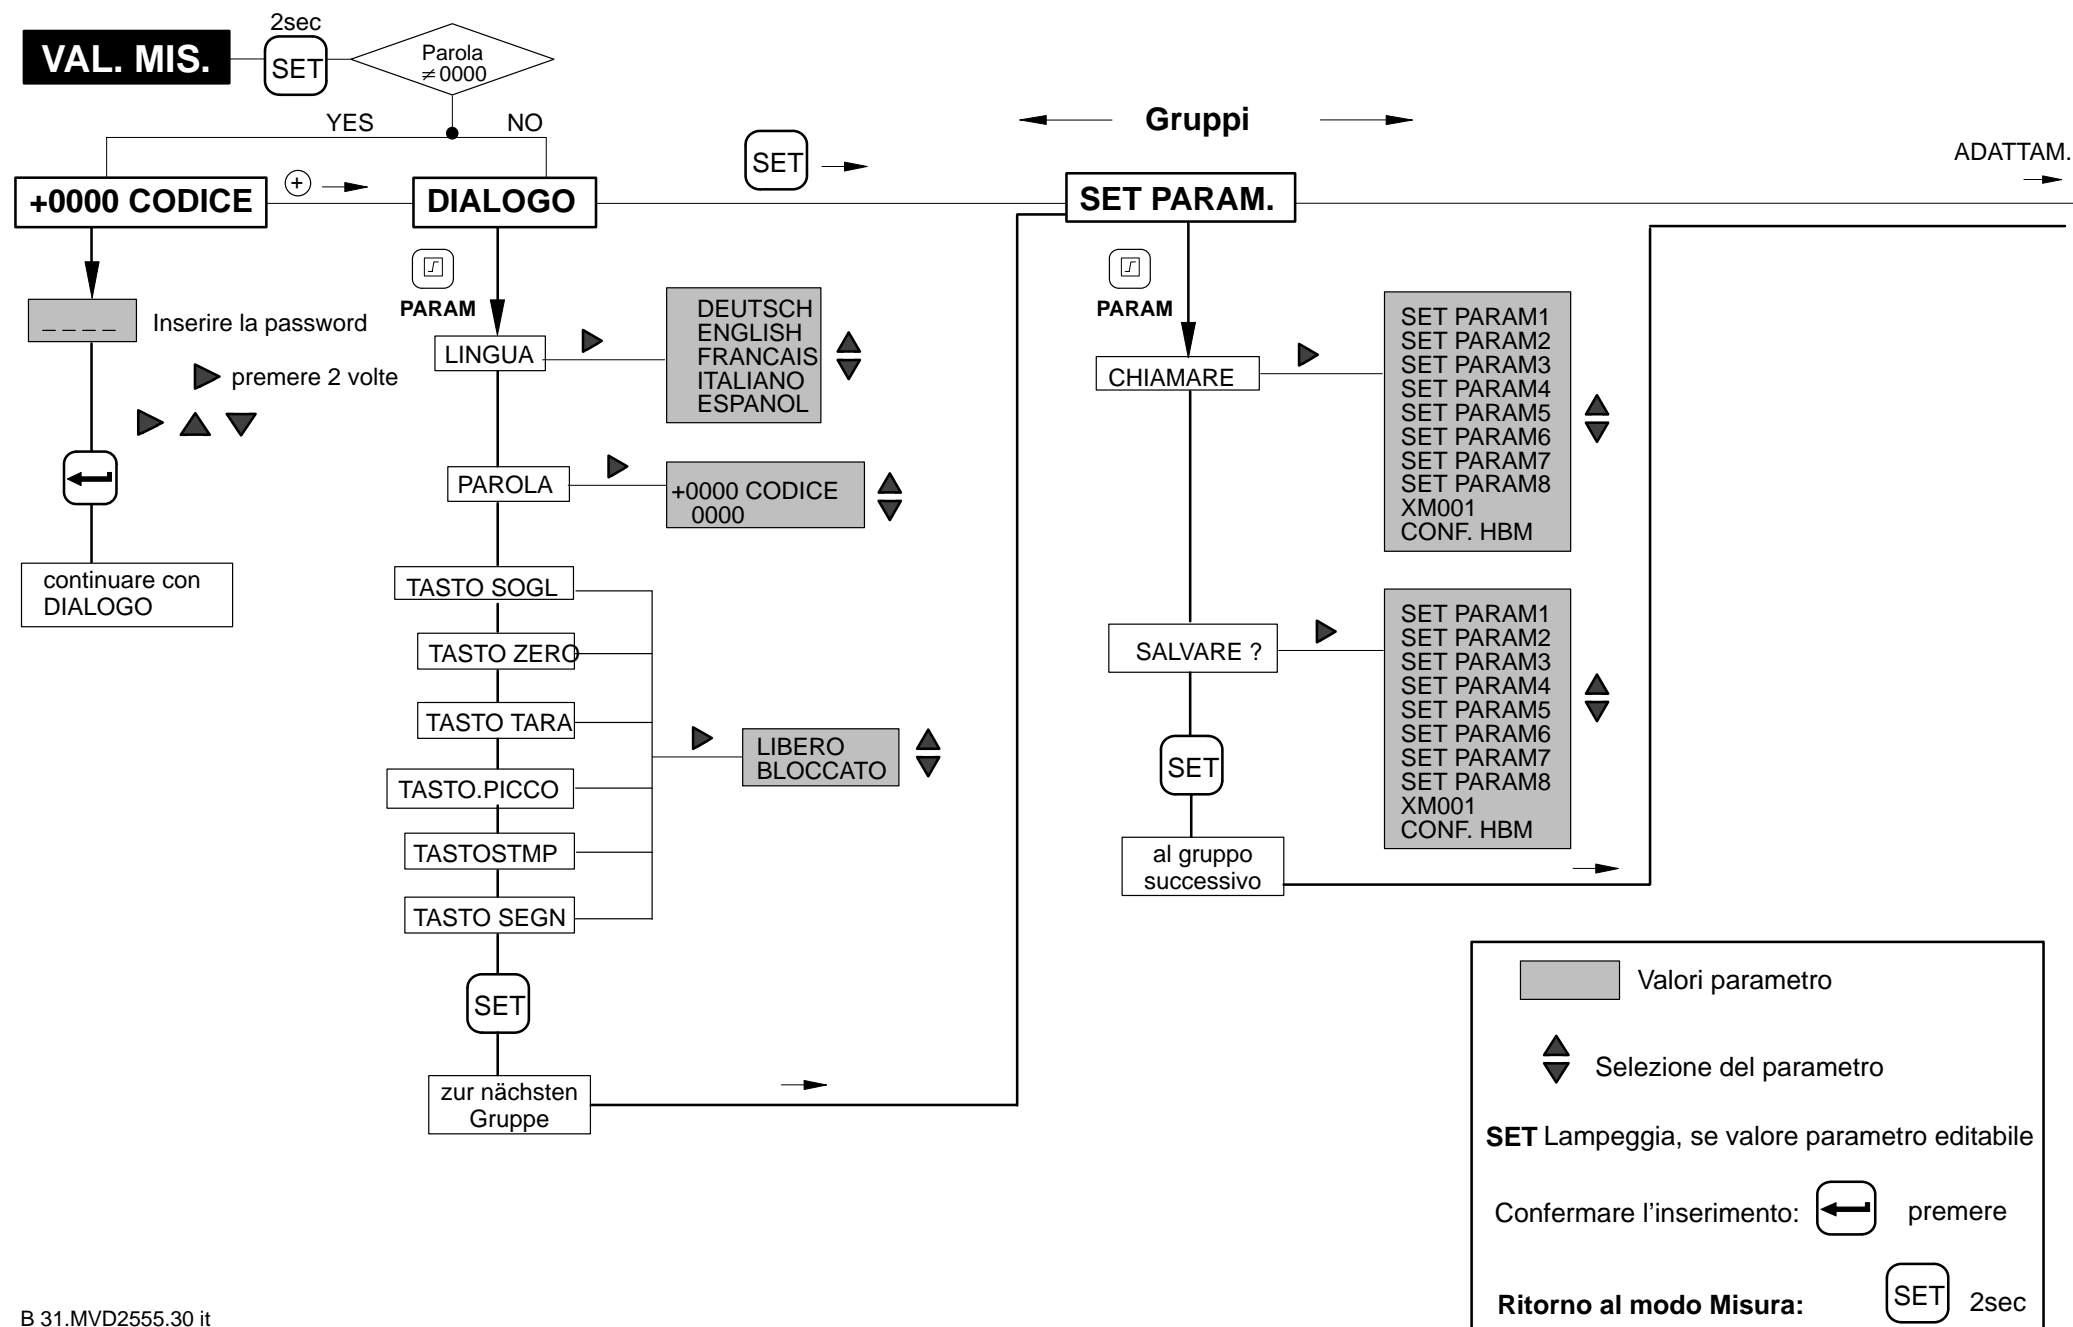 2sec
VAL. MIS.
SET
Parola
≠0000
YES
NO
Gruppi
SET
ADATTAM.
+0000 CODICE
+
DIALOGO
SET PARAM.
_ _ _ _
Inserire la password
premere 2 volte
continuare con
DIALOGO
PARAM
LINGUA
DEUTSCH
ENGLISH
FRANCAIS
ITALIANO
ESPANOL
PAROLA
+0000 CODICE
0000
TASTO SOGL
TASTO ZERO
TASTO TARA
TASTO.PICCO
TASTOSTMP
TASTO SEGN
LIBERO
BLOCCATO
SET
zur nächsten
Gruppe
PARAM
CHIAMARE
SET PARAM1
SET PARAM2
SET PARAM3
SET PARAM4
SET PARAM5
SET PARAM6
SET PARAM7
SET PARAM8
XM001
CONF. HBM
SALVARE ?
SET PARAM1
SET PARAM2
SET PARAM3
SET PARAM4
SET PARAM5
SET PARAM6
SET PARAM7
SET PARAM8
XM001
CONF. HBM
SET
al gruppo
successivo
Valori parametro
Selezione del parametro
SET Lampeggia, se valore parametro editabile
Confermare l'inserimento: premere
Ritorno al modo Misura: SET 2sec
B 31.MVD2555.30 it